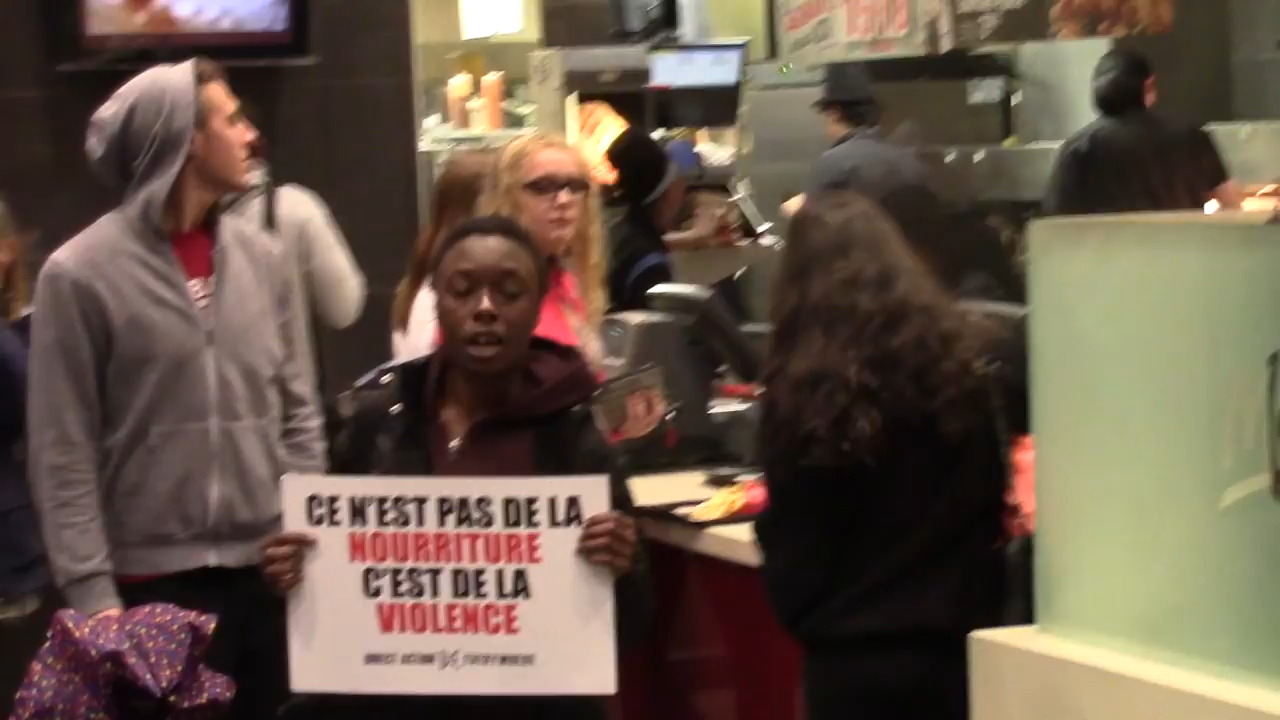 CE N'EST PAS DE LA
NOURRITURE
C'EST DE LA
VIOLENCE
DIRECT ACTION EVERYWHERE